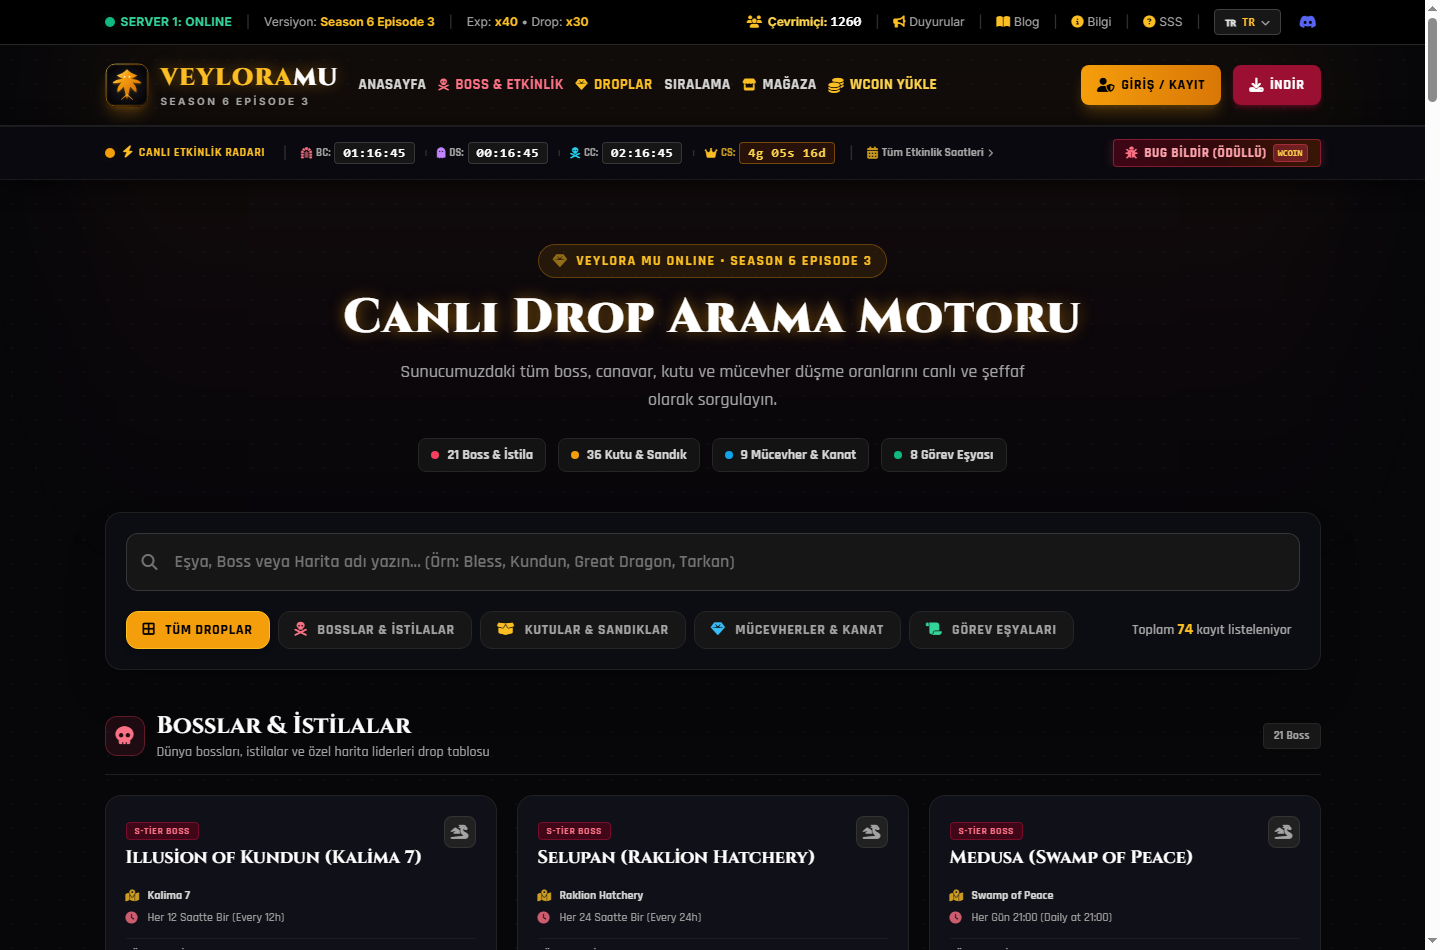 SERVER 1: ONLINE
Versiyon: Season 6 Episode 3
Exp: x40 • Drop: x30
Çevrimiçi: 1260
Duyurular
Blog
Bilgi
SSS
TR TR
VEYLORAMU
SEASON 6 EPİSODE 3
ANASAYFA
BOSS & ETKİNLİK
DROPLAR
SIRALAMA
MAĞAZA
WCOIN YÜKLE
GİRİŞ / KAYIT
İNDİR
CANLI ETKİNLİK RADARI
BC: 01:16:45
DS: 00:16:45
CC: 02:16:45
CS: 4g 05s 16d
Tüm Etkinlik Saatleri
BUG BİLDİR (ÖDÜLLÜ) WCOIN
VEYLORA MU ONLINE • SEASON 6 EPISODE 3
Canlı Drop Arama Motoru
Sunucumuzdaki tüm boss, canavar, kutu ve mücevher düşme oranlarını canlı ve şeffaf
olarak sorgulayın.
21 Boss & İstila
36 Kutu & Sandık
9 Mücevher & Kanat
8 Görev Eşyası
Eşya, Boss veya Harita adı yazın... (Örn: Bless, Kundun, Great Dragon, Tarkan)
TÜM DROPLAR
BOSSLAR & İSTİLALAR
KUTULAR & SANDIKLAR
MÜCEVHERLER & KANAT
GÖREV EŞYALARI
Toplam 74 kayıt listeleniyor
Bosslar & İstilalar
Dünya bossları, istilalar ve özel harita liderleri drop tablosu
21 Boss
S-TİER BOSS
Illusion of Kundun (Kalima 7)
Kalima 7
Her 12 Saatte Bir (Every 12h)
S-TİER BOSS
Selupan (Raklion Hatchery)
Raklion Hatchery
Her 24 Saatte Bir (Every 24h)
S-TİER BOSS
Medusa (Swamp of Peace)
Swamp of Peace
Her Gün 21:00 (Daily at 21:00)